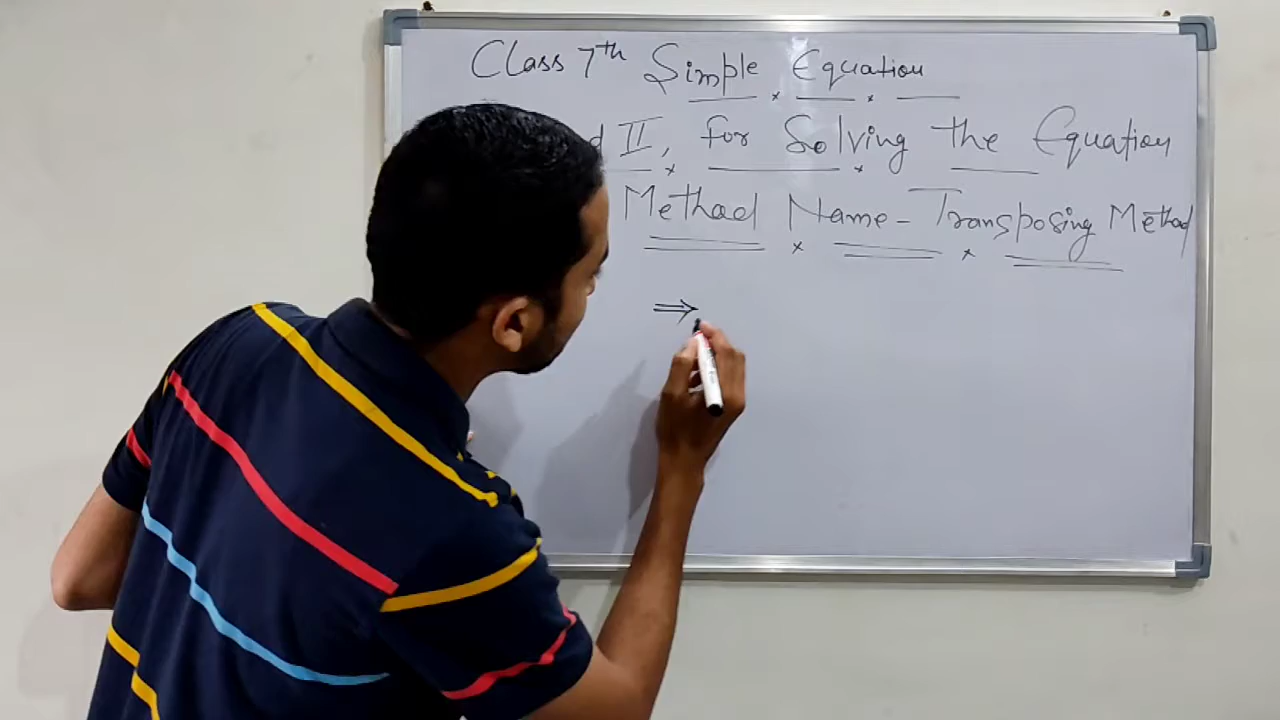 Class 7th Simple Equation
II, for Solving the Equation
Method Name - Transposing Method
⇒